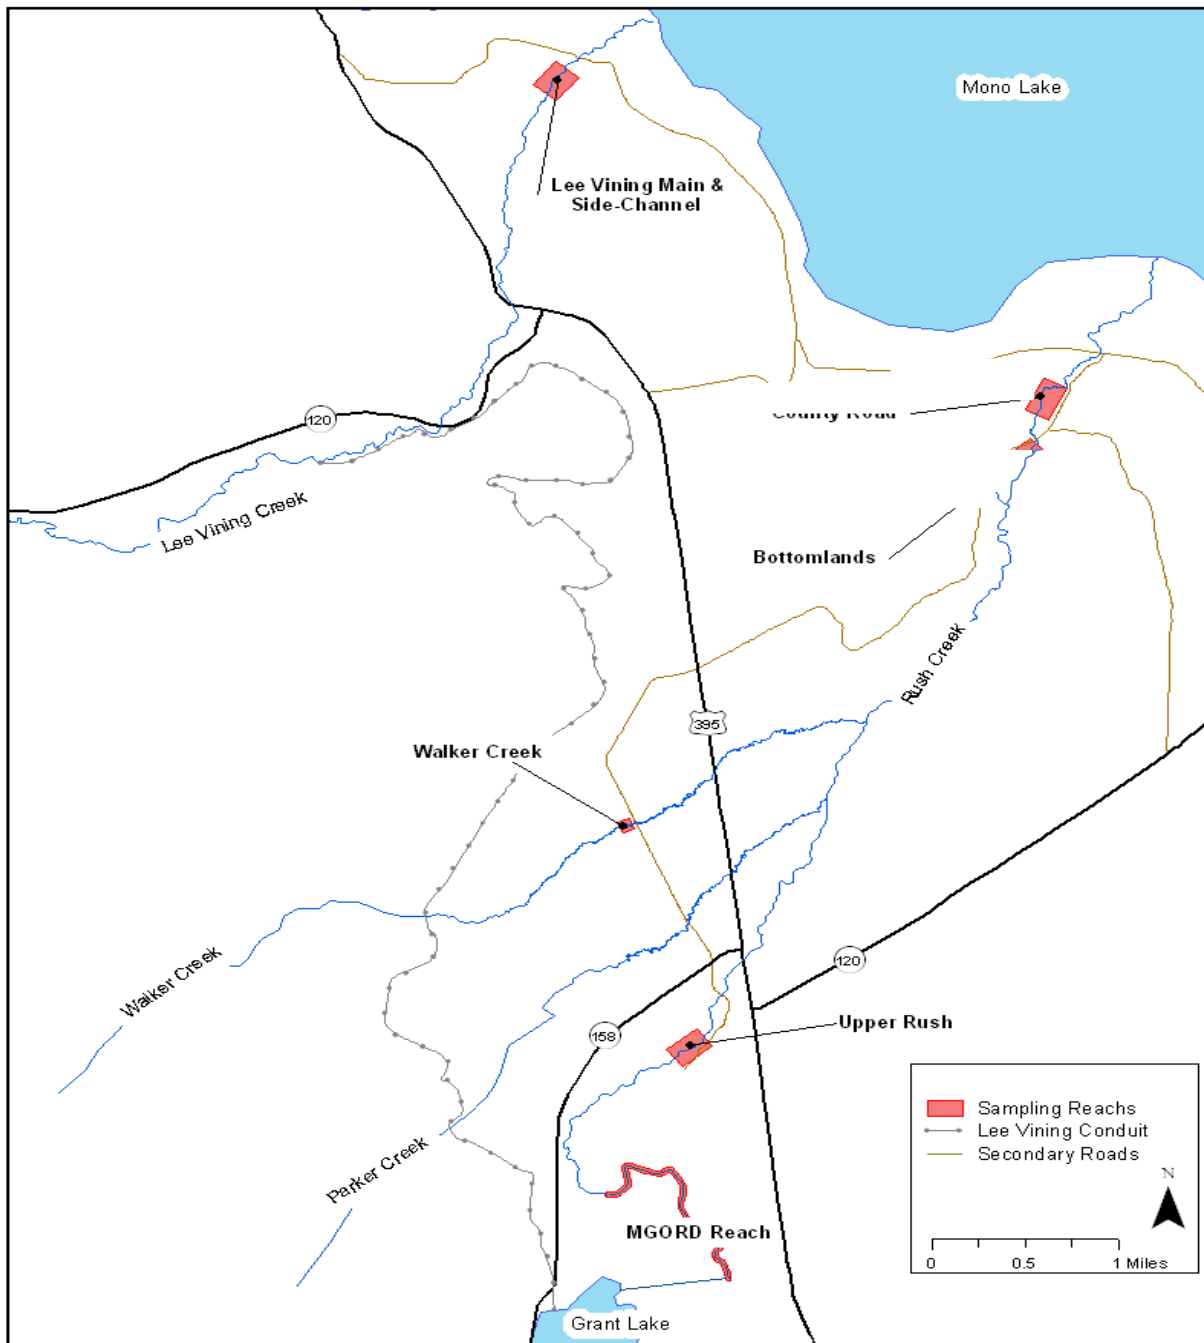 Mono Lake
Lee Vining Main &
Side-Channel
120
County Road
Lee Vining Creek
Bottomlands
Rush Creek
395
Walker Creek
Walker Creek
120
158
Upper Rush
Parker Creek
MGORD Reach
Grant Lake
Sampling Reachs
Lee Vining Conduit
Secondary Roads
N
0 0.5 1 Miles